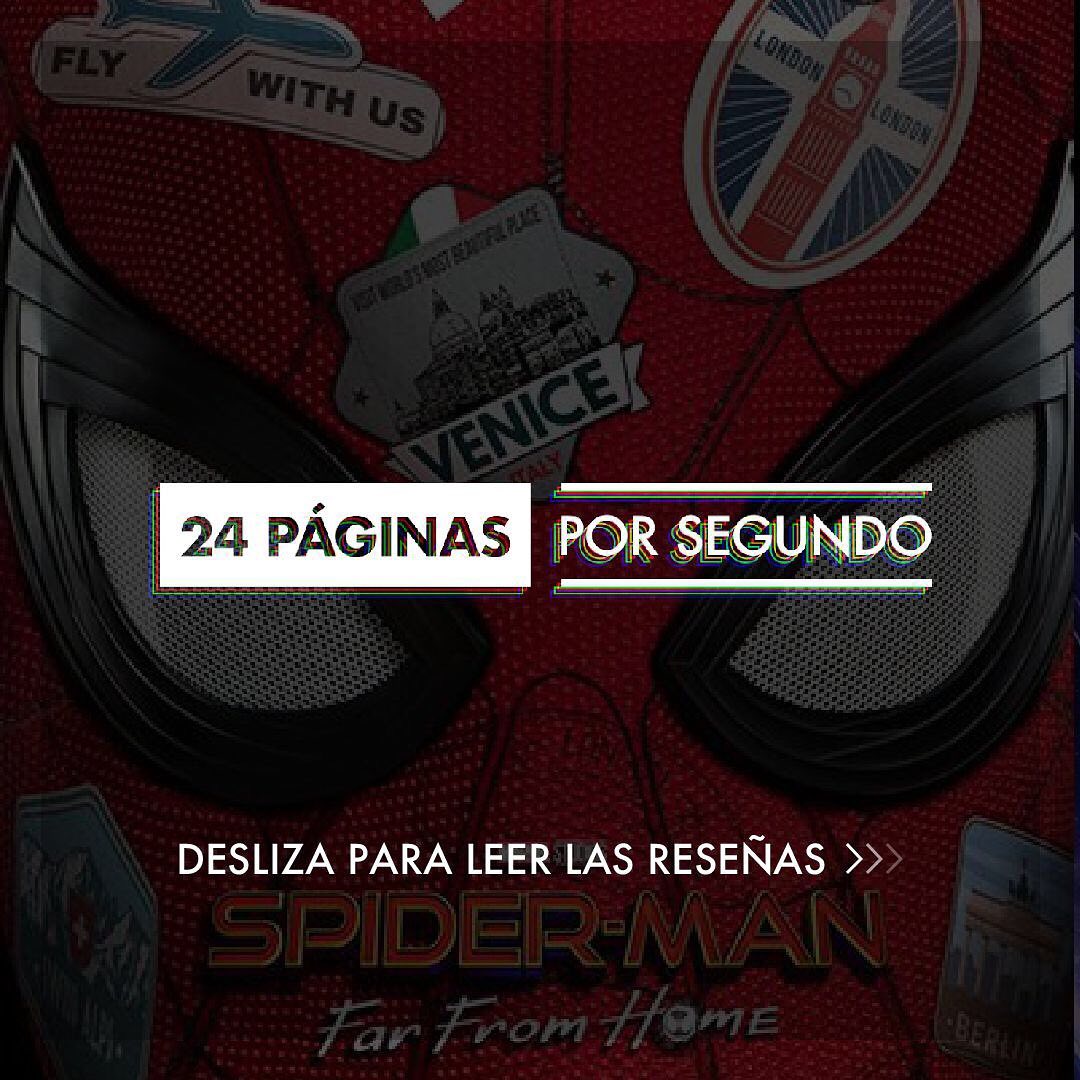 FLY WITH US
LONDON
LONDON
VISIT WORLD'S MOST BEAUTIFUL PLACE
VENICE
ITALY
24 PÁGINAS POR SEGUNDO
DESLIZA PARA LEER LAS RESEÑAS >>>
SPIDER-MAN
Far From Home
BERLIN